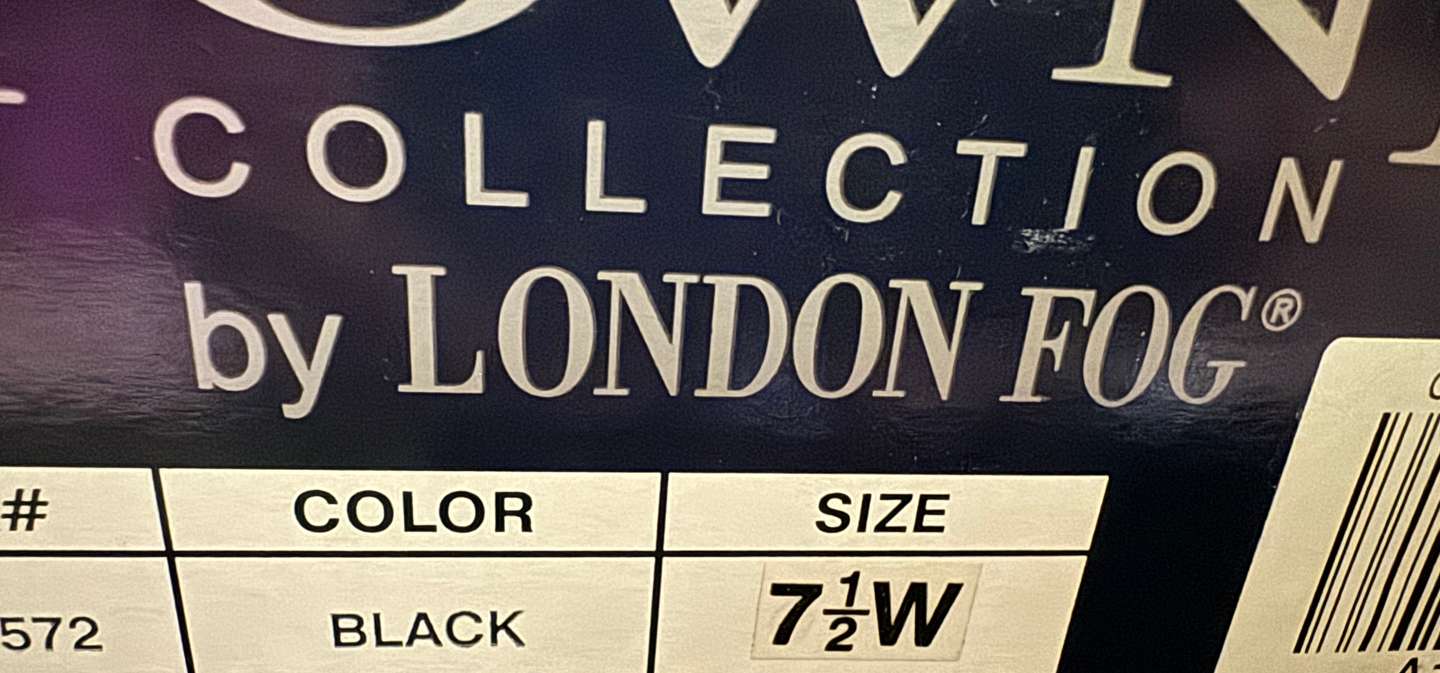 COLLECTION
by LONDON FOG®
# COLOR SIZE
572 BLACK 7½W